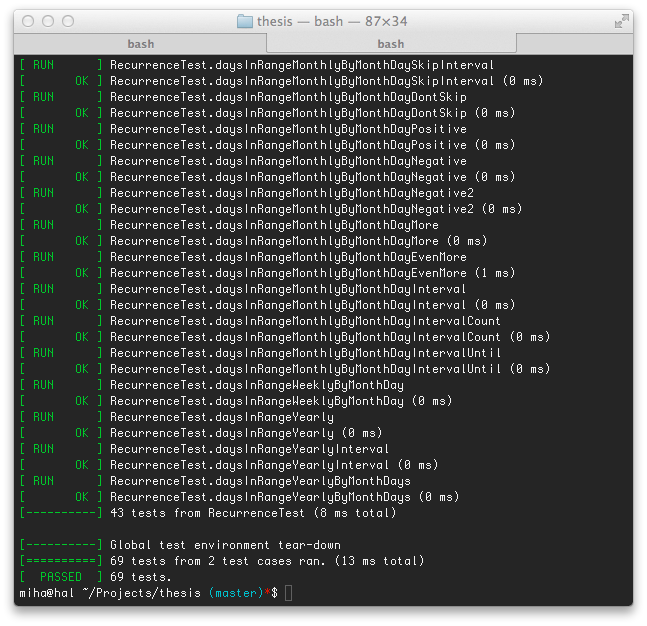 thesis — bash — 87×34
bash bash
[ RUN      ] RecurrenceTest.daysInRangeMonthlyByMonthDaySkipInterval
[       OK ] RecurrenceTest.daysInRangeMonthlyByMonthDaySkipInterval (0 ms)
[ RUN      ] RecurrenceTest.daysInRangeMonthlyByMonthDayDontSkip
[       OK ] RecurrenceTest.daysInRangeMonthlyByMonthDayDontSkip (0 ms)
[ RUN      ] RecurrenceTest.daysInRangeMonthlyByMonthDayPositive
[       OK ] RecurrenceTest.daysInRangeMonthlyByMonthDayPositive (0 ms)
[ RUN      ] RecurrenceTest.daysInRangeMonthlyByMonthDayNegative
[       OK ] RecurrenceTest.daysInRangeMonthlyByMonthDayNegative (0 ms)
[ RUN      ] RecurrenceTest.daysInRangeMonthlyByMonthDayNegative2
[       OK ] RecurrenceTest.daysInRangeMonthlyByMonthDayNegative2 (0 ms)
[ RUN      ] RecurrenceTest.daysInRangeMonthlyByMonthDayMore
[       OK ] RecurrenceTest.daysInRangeMonthlyByMonthDayMore (0 ms)
[ RUN      ] RecurrenceTest.daysInRangeMonthlyByMonthDayEvenMore
[       OK ] RecurrenceTest.daysInRangeMonthlyByMonthDayEvenMore (1 ms)
[ RUN      ] RecurrenceTest.daysInRangeMonthlyByMonthDayInterval
[       OK ] RecurrenceTest.daysInRangeMonthlyByMonthDayInterval (0 ms)
[ RUN      ] RecurrenceTest.daysInRangeMonthlyByMonthDayIntervalCount
[       OK ] RecurrenceTest.daysInRangeMonthlyByMonthDayIntervalCount (0 ms)
[ RUN      ] RecurrenceTest.daysInRangeMonthlyByMonthDayIntervalUntil
[       OK ] RecurrenceTest.daysInRangeMonthlyByMonthDayIntervalUntil (0 ms)
[ RUN      ] RecurrenceTest.daysInRangeWeeklyByMonthDay
[       OK ] RecurrenceTest.daysInRangeWeeklyByMonthDay (0 ms)
[ RUN      ] RecurrenceTest.daysInRangeYearly
[       OK ] RecurrenceTest.daysInRangeYearly (0 ms)
[ RUN      ] RecurrenceTest.daysInRangeYearlyInterval
[       OK ] RecurrenceTest.daysInRangeYearlyInterval (0 ms)
[ RUN      ] RecurrenceTest.daysInRangeYearlyByMonthDays
[       OK ] RecurrenceTest.daysInRangeYearlyByMonthDays (0 ms)
[----------] 43 tests from RecurrenceTest (8 ms total)
[----------] Global test environment tear-down
[==========] 69 tests from 2 test cases ran. (13 ms total)
[  PASSED  ] 69 tests.
miha@hal ~/Projects/thesis (master)*$